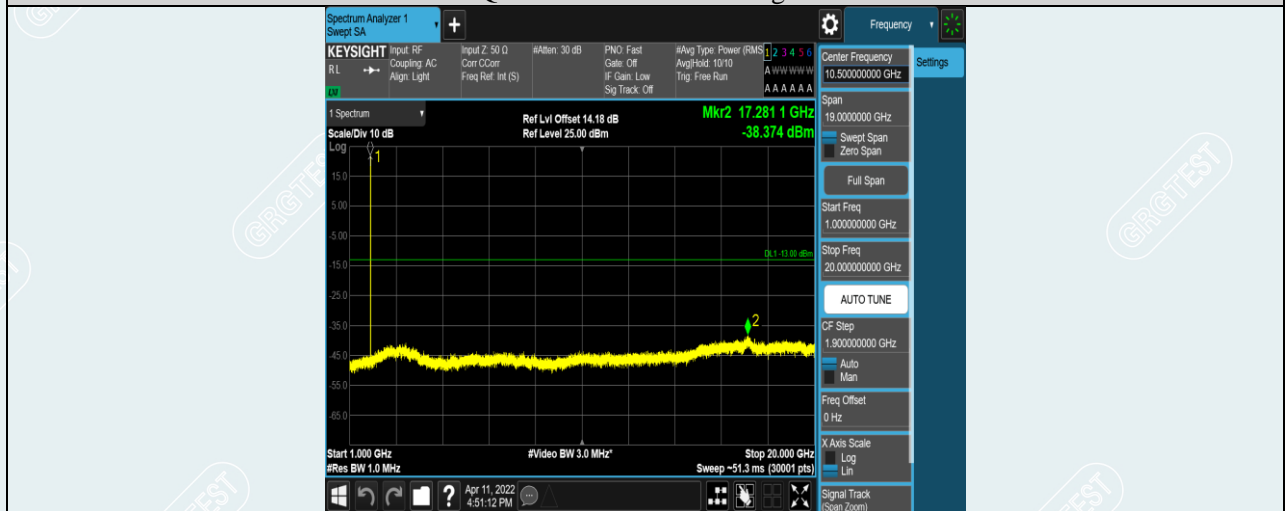 Spectrum Analyzer 1
Swept SA
Frequency
KEYSIGHT
RL
Input: RF
Coupling: AC
Align: Light
Input Z: 50 Ω
Corr CCorr
Freq Ref: Int (S)
#Atten: 30 dB
PNO: Fast
Gate: Off
IF Gain: Low
Sig Track: Off
#Avg Type: Power (RMS
Avg|Hold: 10/10
Trig: Free Run
1 2 3 4 5 6
A W W W W W
A A A A A A
1 Spectrum
Scale/Div 10 dB
Log
Ref Lvl Offset 14.18 dB
Ref Level 25.00 dBm
Mkr2 17.281 1 GHz
-38.374 dBm
1
15.0
5.00
-5.00
DL1 -13.00 dBm
-15.0
-25.0
2
-35.0
-45.0
-55.0
-65.0
Start 1.000 GHz
#Res BW 1.0 MHz
#Video BW 3.0 MHz*
Stop 20.000 GHz
Sweep ~51.3 ms (30001 pts)
Apr 11, 2022
4:51:12 PM
Center Frequency
10.500000000 GHz
Settings
Span
19.0000000 GHz
Swept Span
Zero Span
Full Span
Start Freq
1.000000000 GHz
Stop Freq
20.000000000 GHz
AUTO TUNE
CF Step
1.900000000 GHz
Auto
Man
Freq Offset
0 Hz
X Axis Scale
Log
Lin
Signal Track
(Span Zoom)
GRGTEST
GRGTEST
GRGTEST
GRGTEST